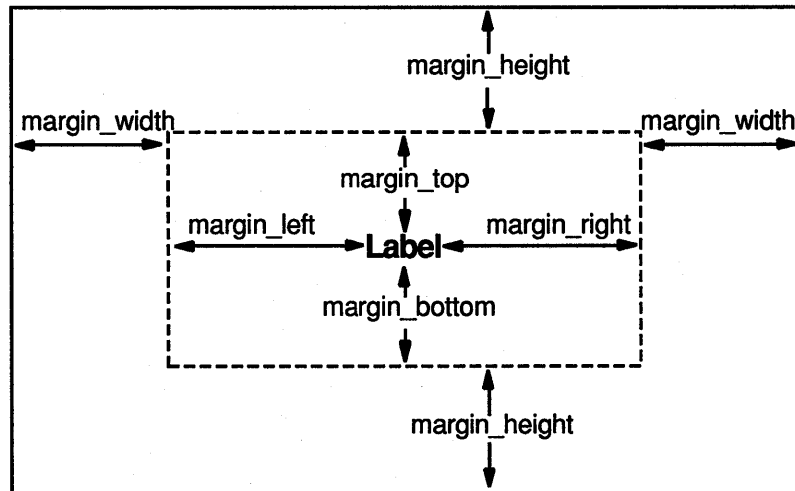 margin_height
margin_width
margin_width
margin_top
margin_left
margin_right
Label
margin_bottom
margin_height